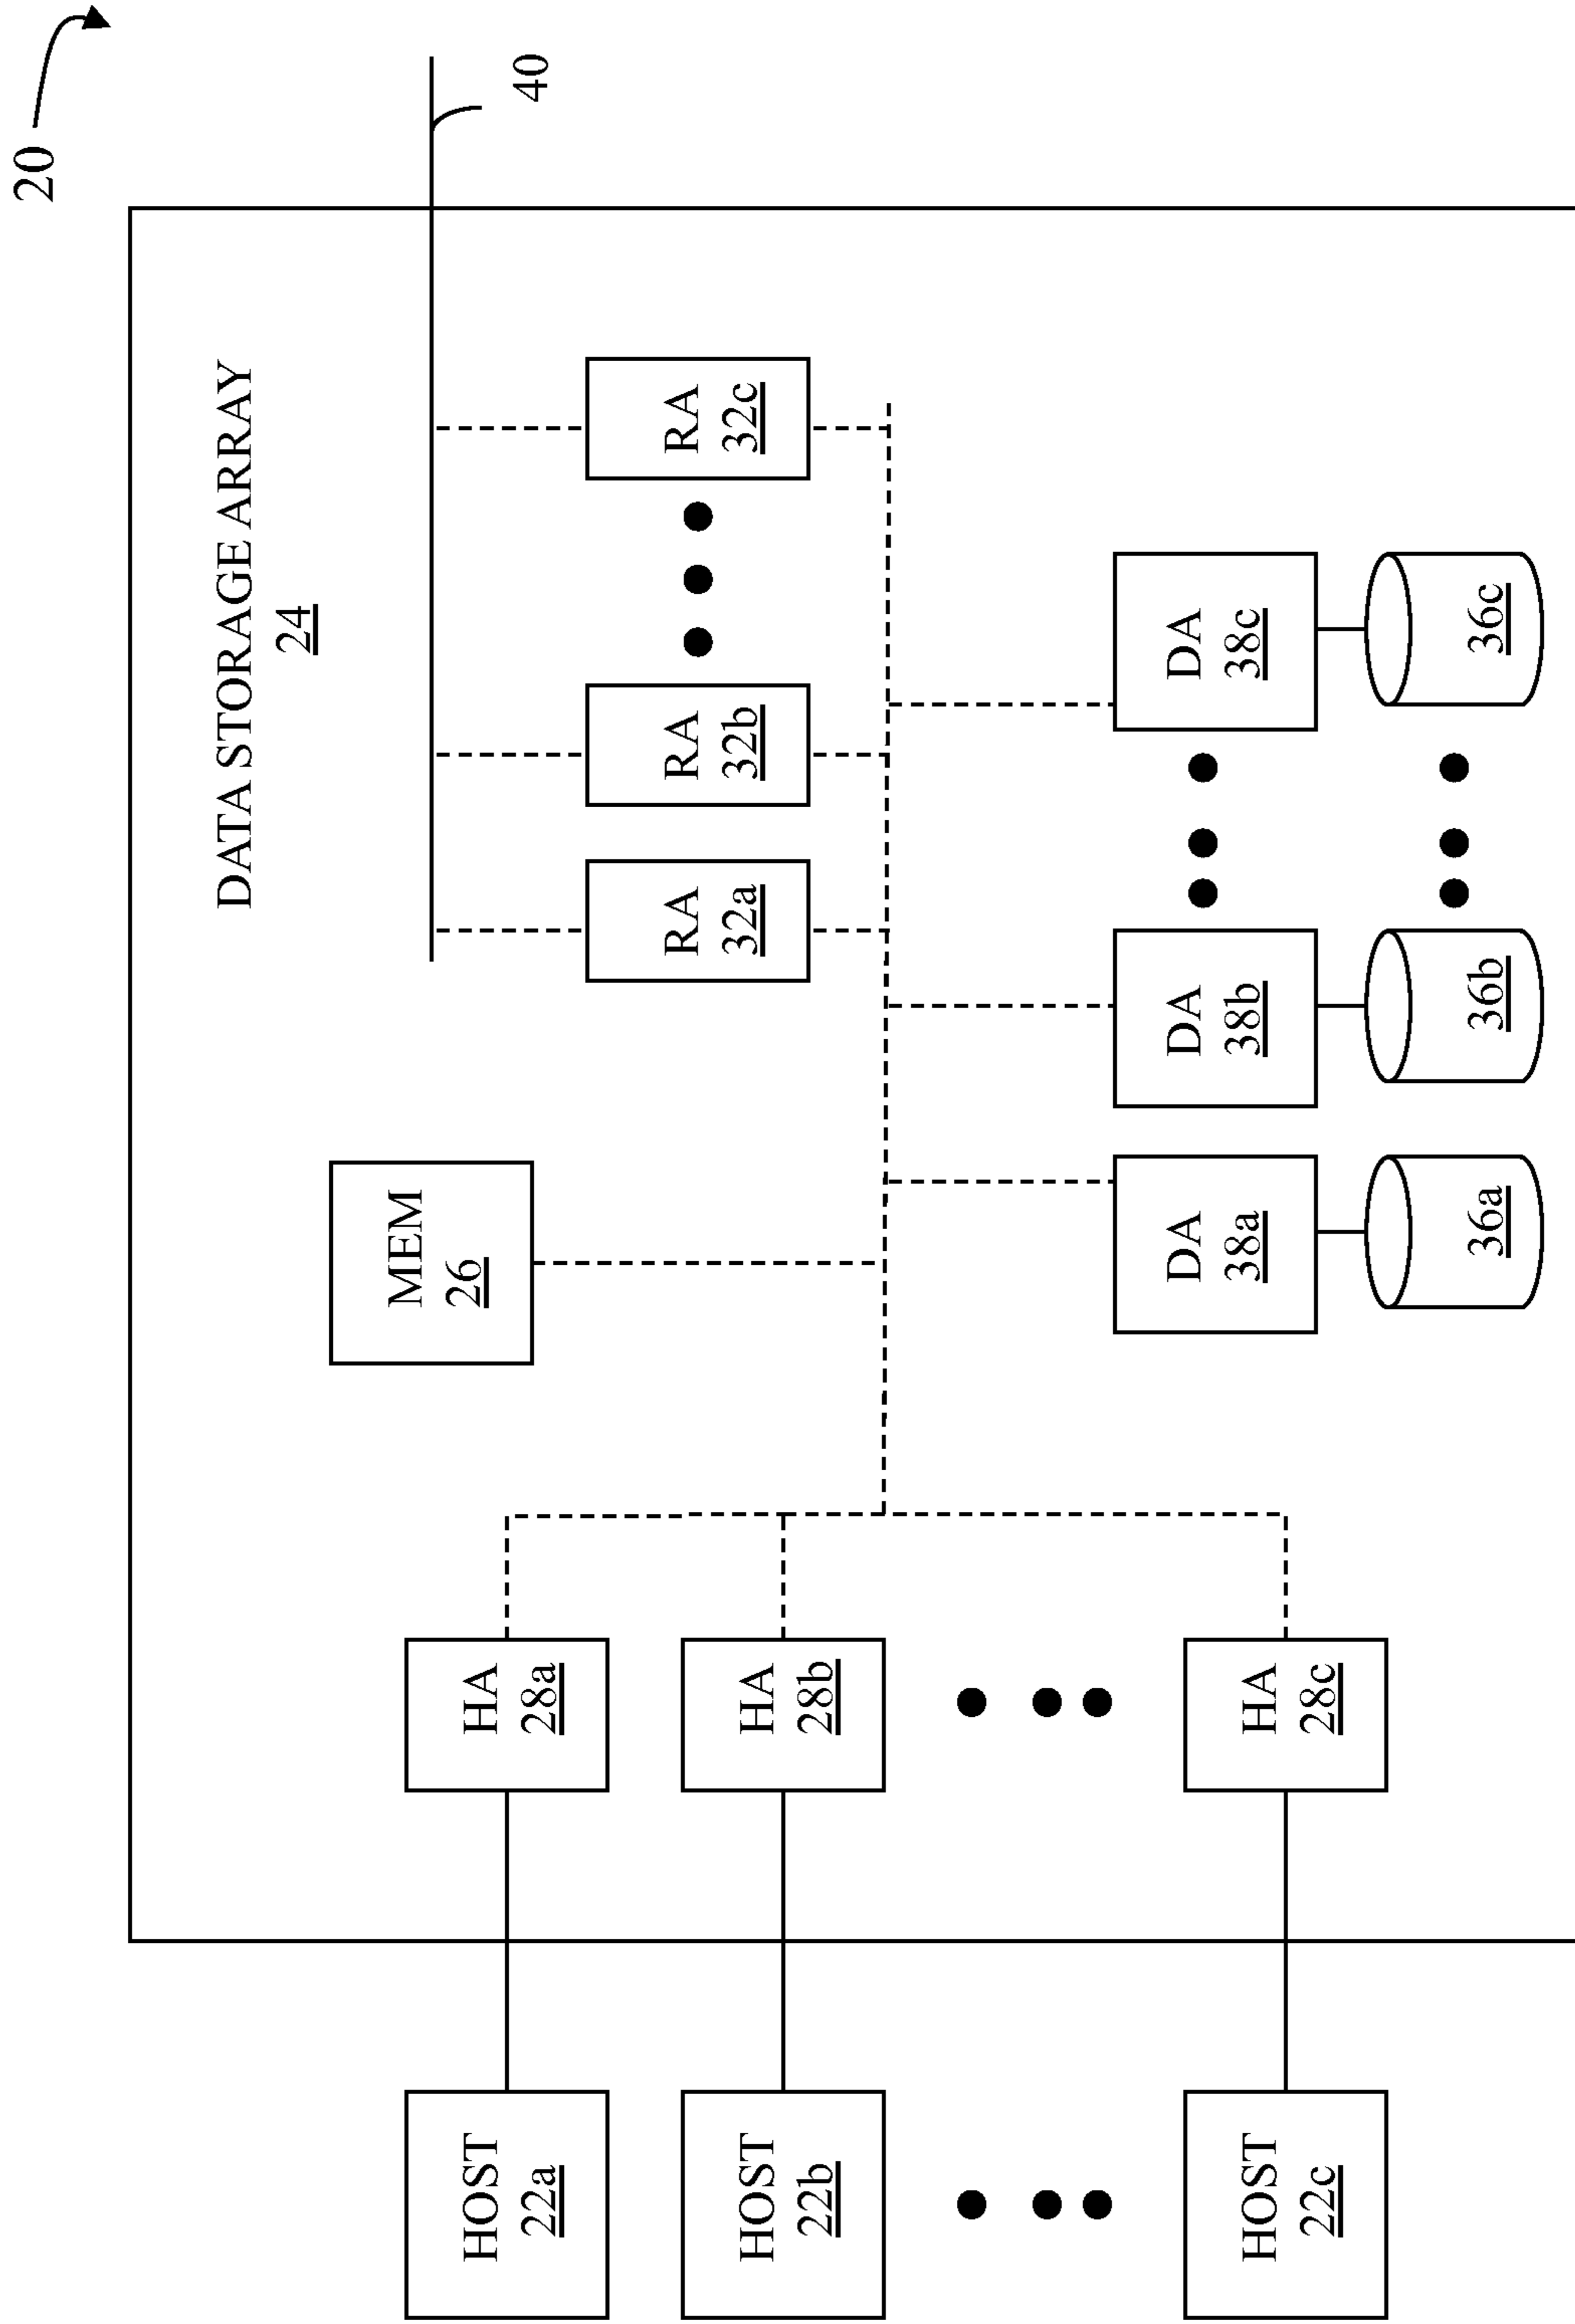 20
DATA STORAGE ARRAY
24
40
HOST
22a
HA
28a
MEM
26
RA
32a
RA
32b
RA
32c
HOST
22b
HA
28b
HOST
22c
HA
28c
DA
38a
DA
38b
DA
38c
36a
36b
36c